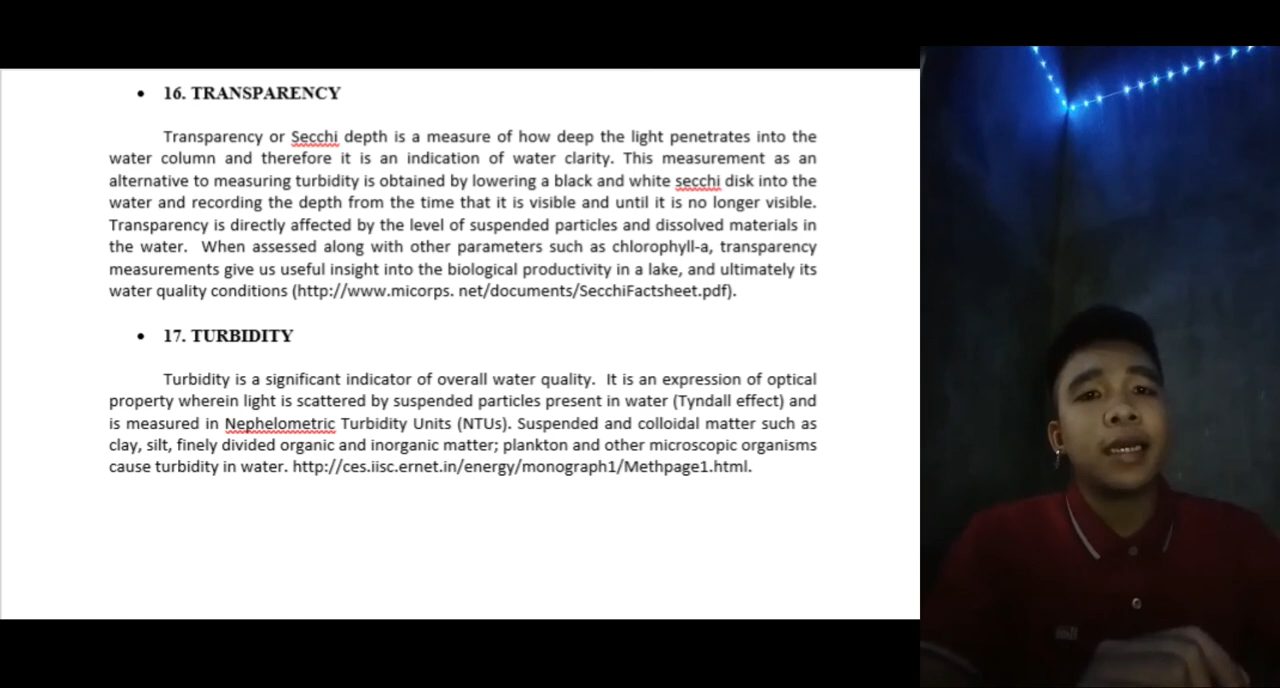 • 16. TRANSPARENCY
Transparency or Secchi depth is a measure of how deep the light penetrates into the
water column and therefore it is an indication of water clarity. This measurement as an
alternative to measuring turbidity is obtained by lowering a black and white secchi disk into the
water and recording the depth from the time that it is visible and until it is no longer visible.
Transparency is directly affected by the level of suspended particles and dissolved materials in
the water. When assessed along with other parameters such as chlorophyll-a, transparency
measurements give us useful insight into the biological productivity in a lake, and ultimately its
water quality conditions (http://www.micorps. net/documents/SecchiFactsheet.pdf).
• 17. TURBIDITY
Turbidity is a significant indicator of overall water quality. It is an expression of optical
property wherein light is scattered by suspended particles present in water (Tyndall effect) and
is measured in Nephelometric Turbidity Units (NTUs). Suspended and colloidal matter such as
clay, silt, finely divided organic and inorganic matter; plankton and other microscopic organisms
cause turbidity in water. http://ces.iisc.ernet.in/energy/monograph1/Methpage1.html.